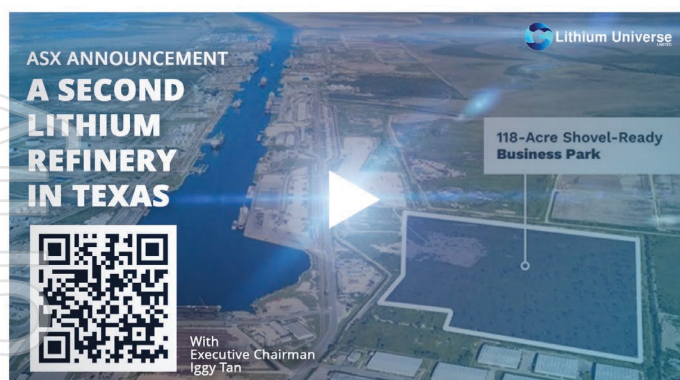 Lithium Universe
LIMITED
ASX ANNOUNCEMENT
A SECOND
LITHIUM
REFINERY
IN TEXAS
118-Acre Shovel-Ready
Business Park
With
Executive Chairman
Iggy Tan